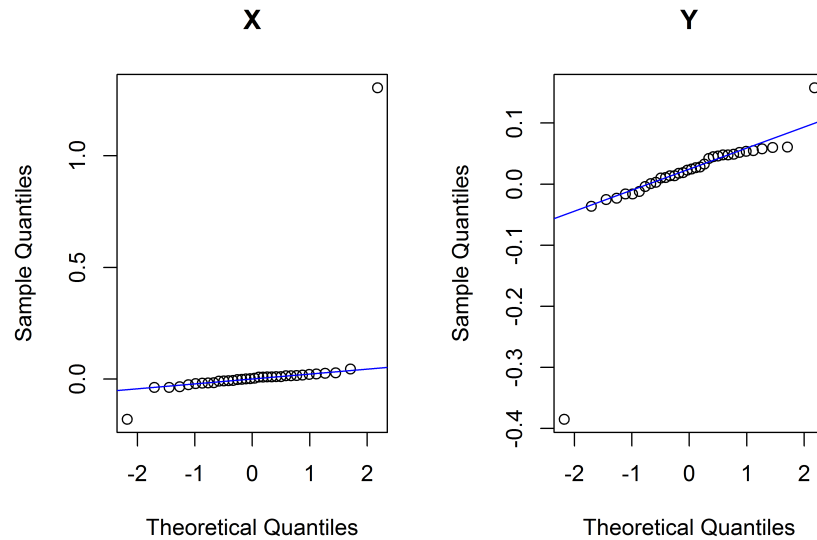 X
Sample Quantiles
0.0 0.5 1.0
-2 -1 0 1 2
Theoretical Quantiles
Y
Sample Quantiles
-0.4 -0.3 -0.2 -0.1 0.0 0.1
-2 -1 0 1 2
Theoretical Quantiles